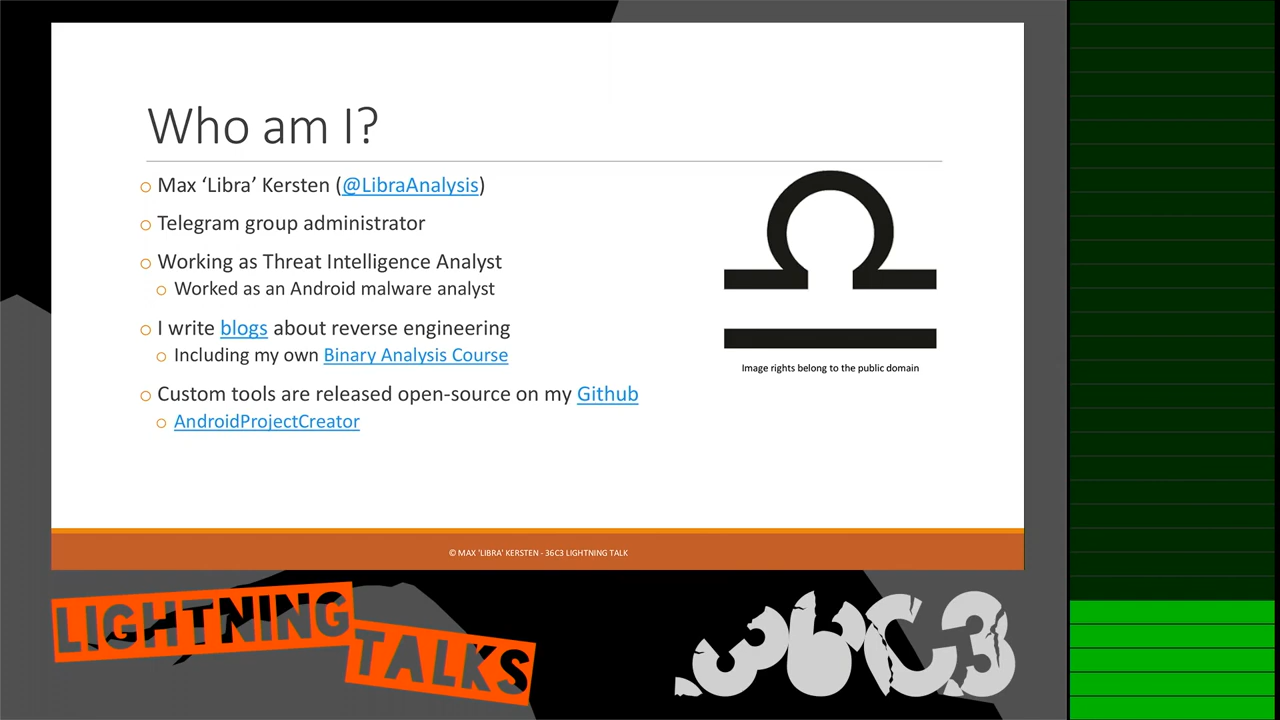 Who am I?
Max ‘Libra’ Kersten (@LibraAnalysis)
Telegram group administrator
Working as Threat Intelligence Analyst
Worked as an Android malware analyst
I write blogs about reverse engineering
Including my own Binary Analysis Course
Custom tools are released open-source on my Github
AndroidProjectCreator
Image rights belong to the public domain
© MAX ‘LIBRA’ KERSTEN - 36C3 LIGHTNING TALK
LIGHTNING
TALKS
36C3